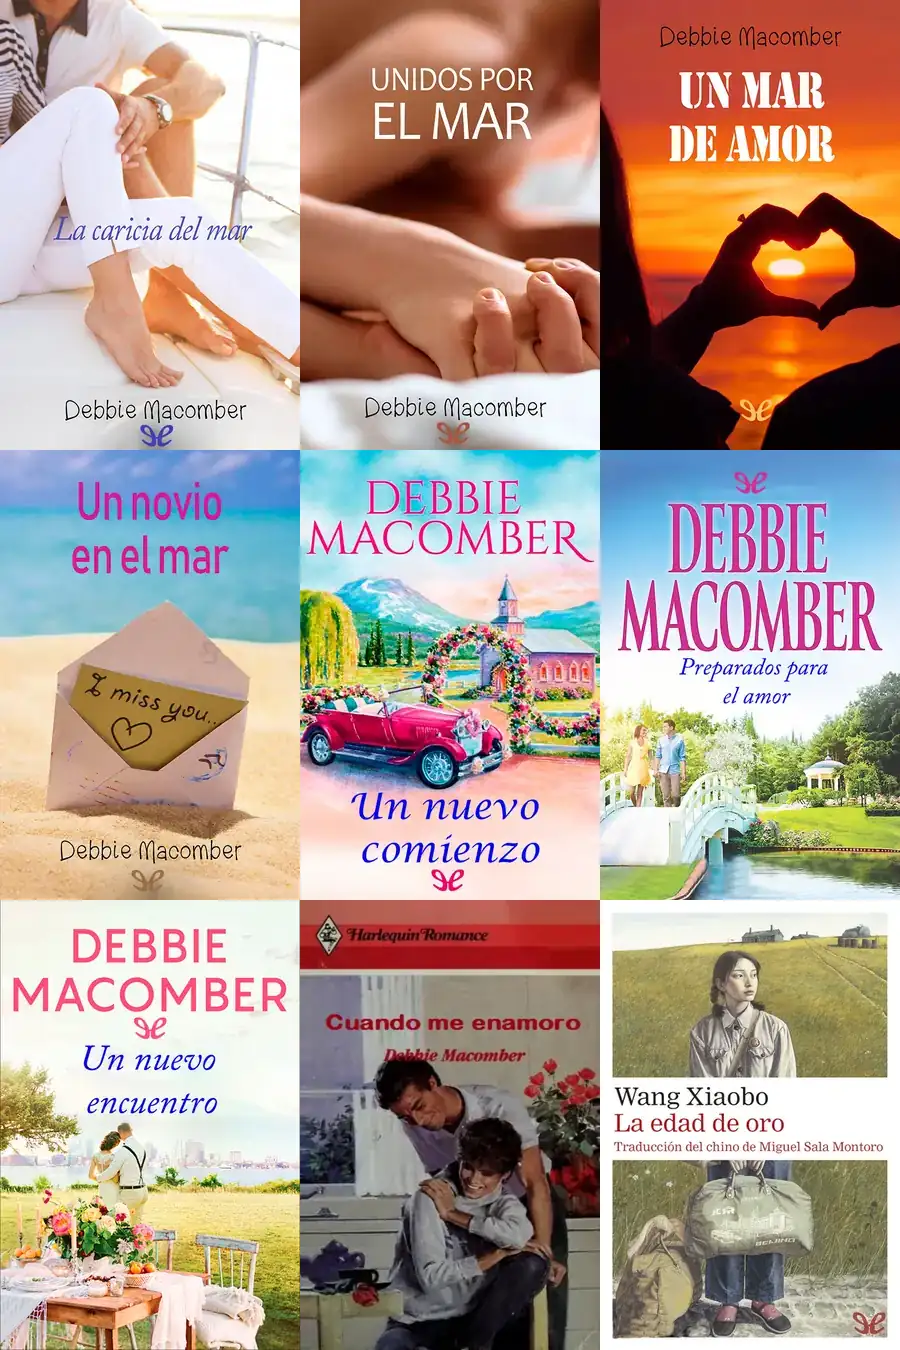 La caricia del mar
Debbie Macomber
UNIDOS POR
EL MAR
Debbie Macomber
Debbie Macomber
UN MAR
DE AMOR
Un novio
en el mar
I miss you...
Debbie Macomber
DEBBIE
MACOMBER
Un nuevo
comienzo
DEBBIE
MACOMBER
Preparados para
el amor
DEBBIE
MACOMBER
Un nuevo
encuentro
Harlequin Romance
Cuando me enamoro
Debbie Macomber
Wang Xiaobo
La edad de oro
Traducción del chino de Miguel Sala Montoro
BEIJING